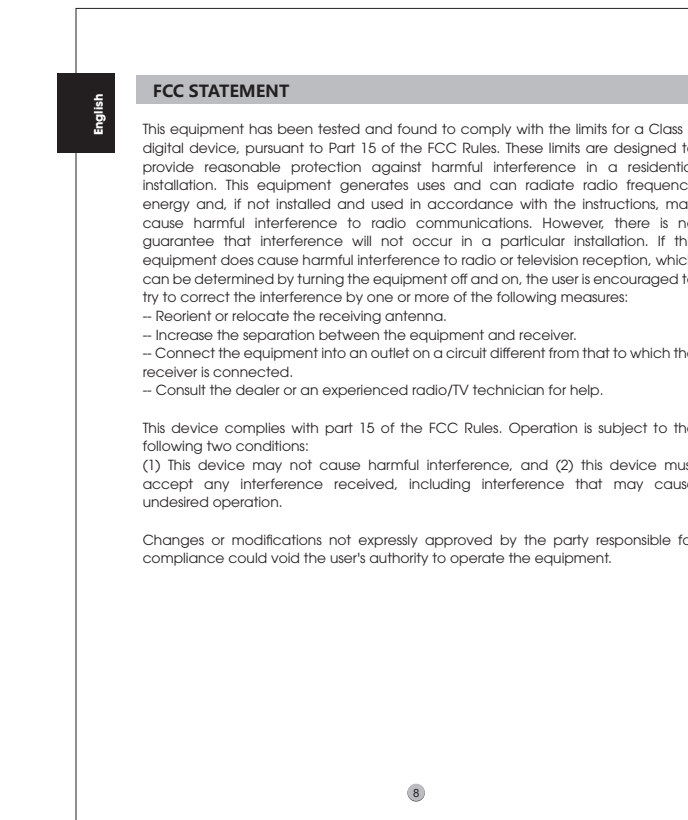 FCC STATEMENT
English
This equipment has been tested and found to comply with the limits for a Class
digital device, pursuant to Part 15 of the FCC Rules. These limits are designed t
provide reasonable protection against harmful interference in a residentia
installation. This equipment generates uses and can radiate radio frequenc
energy and, if not installed and used in accordance with the instructions, ma
cause harmful interference to radio communications. However, there is n
guarantee that interference will not occur in a particular installation. If th
equipment does cause harmful interference to radio or television reception, whic
can be determined by turning the equipment off and on, the user is encouraged t
try to correct the interference by one or more of the following measures:
-- Reorient or relocate the receiving antenna.
-- Increase the separation between the equipment and receiver.
-- Connect the equipment into an outlet on a circuit different from that to which the
receiver is connected.
-- Consult the dealer or an experienced radio/TV technician for help.
This device complies with part 15 of the FCC Rules. Operation is subject to the
following two conditions:
(1) This device may not cause harmful interference, and (2) this device mus
accept any interference received, including interference that may cause
undesired operation.
Changes or modifications not expressly approved by the party responsible fo
compliance could void the user's authority to operate the equipment.
8